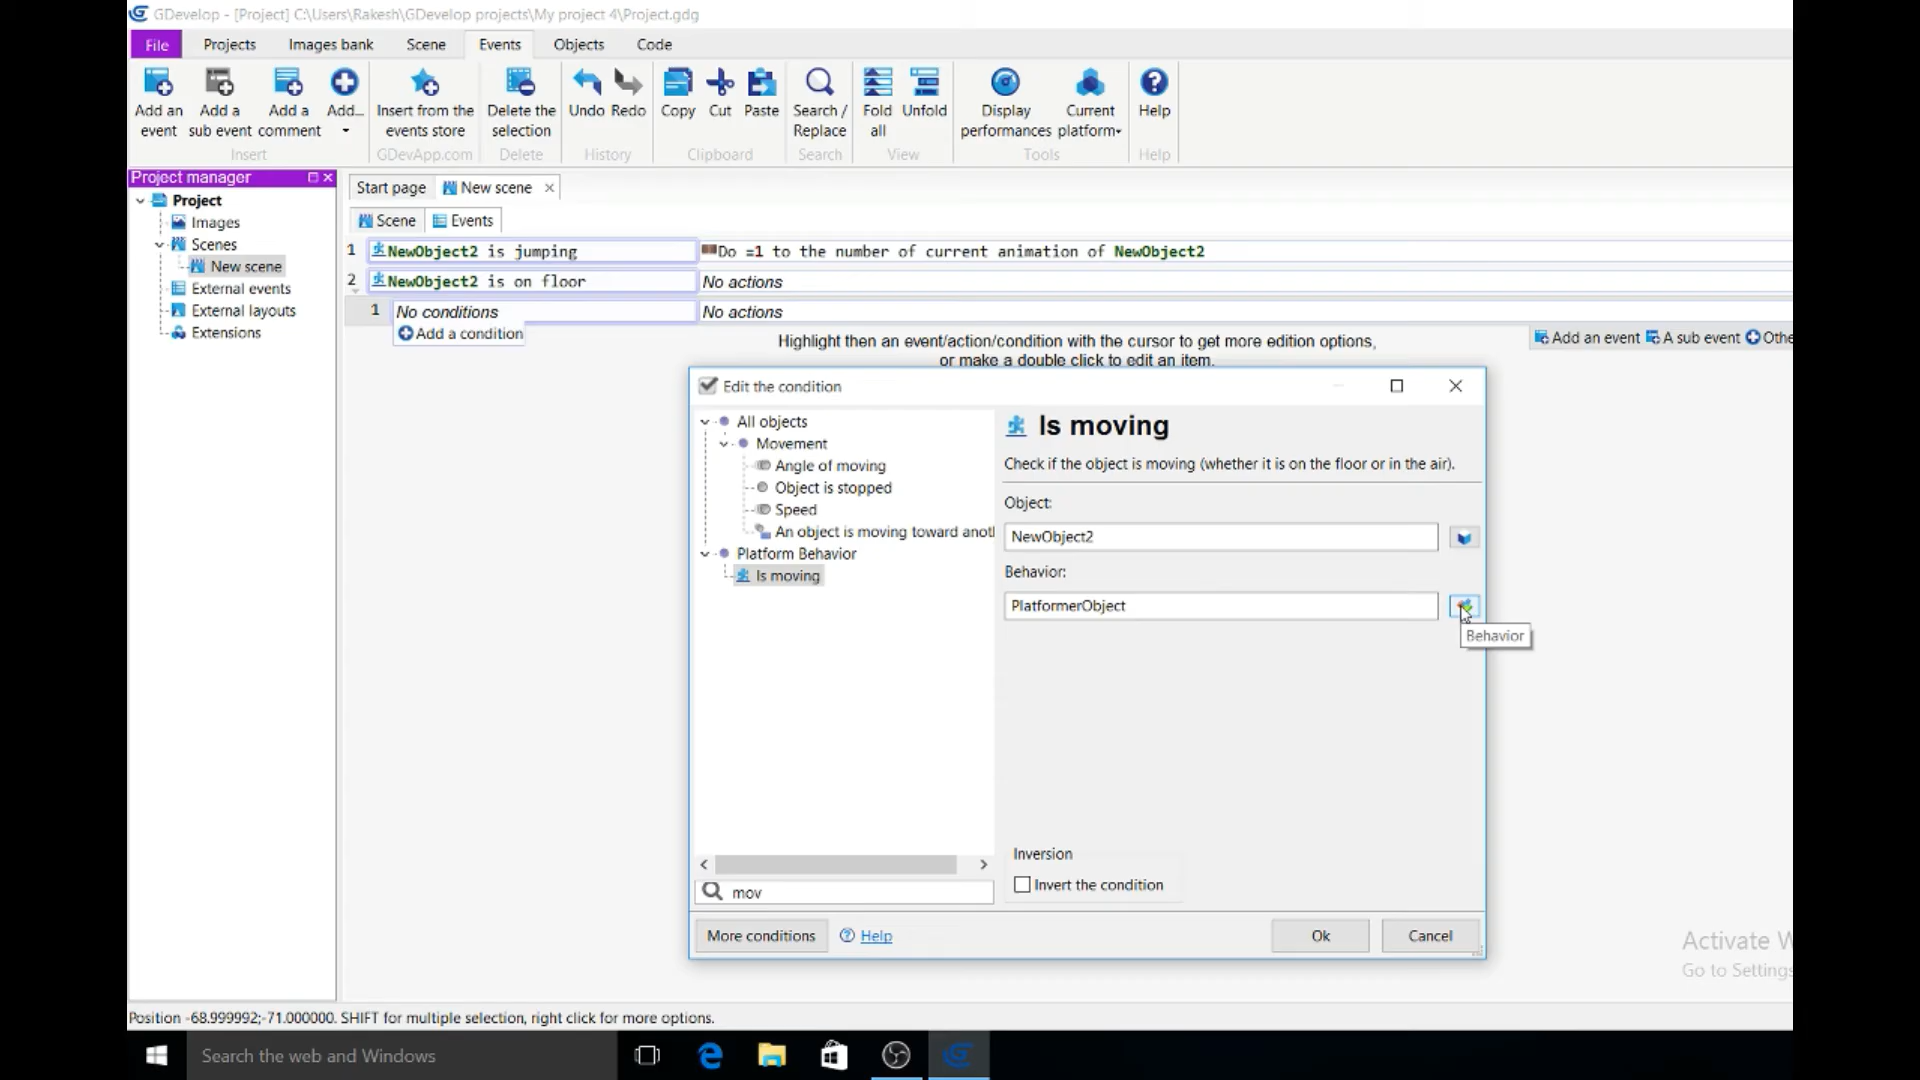 GDevelop - [Project] C:\Users\Rakesh\GDevelop projects\My project 4\Project.gdg
File Projects Images bank Scene Events Objects Code
Add an event
Add a sub event
Add a comment
Add...
Insert from the events store
Delete the selection
Undo Redo
Copy Cut Paste
Search / Replace
Fold all
Unfold
Display performances
Current platform
Help
Insert GDevApp.com Delete History Clipboard Search View Tools Help
Project manager
Project
Images
Scenes
New scene
External events
External layouts
Extensions
Start page New scene
Scene Events
1 NewObject2 is jumping Do =1 to the number of current animation of NewObject2
2 NewObject2 is on floor No actions
1 No conditions No actions
Add a condition
Highlight then an event/action/condition with the cursor to get more edition options,
or make a double click to edit an item.
Add an event A sub event Othe
Edit the condition
All objects
Movement
Angle of moving
Object is stopped
Speed
An object is moving toward anot
Platform Behavior
Is moving
mov
Is moving
Check if the object is moving (whether it is on the floor or in the air).
Object:
NewObject2
Behavior:
PlatformerObject
Behavior
Inversion
Invert the condition
More conditions Help Ok Cancel
Activate W
Go to Settings
Position -68.999992;-71.000000. SHIFT for multiple selection, right click for more options.
Search the web and Windows